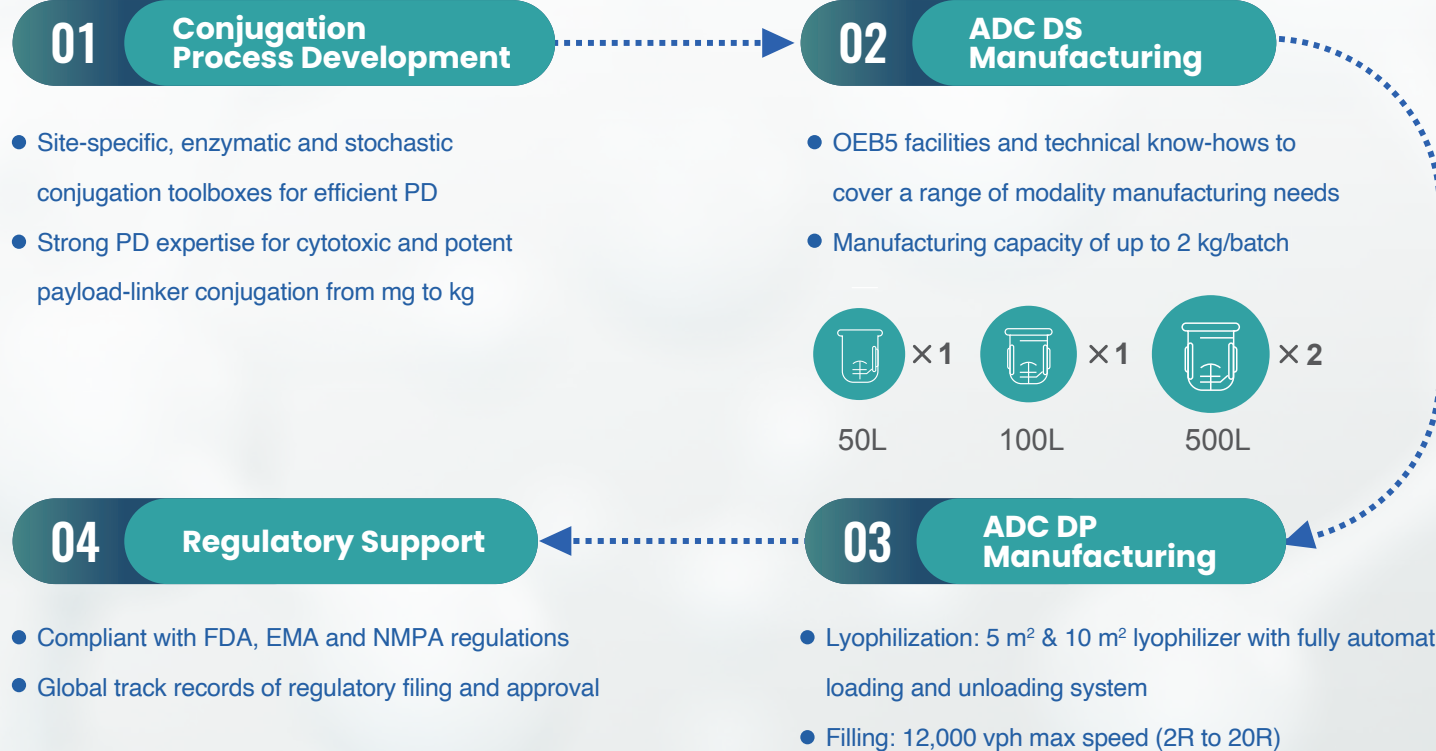 01
Conjugation
Process Development
● Site-specific, enzymatic and stochastic
conjugation toolboxes for efficient PD
● Strong PD expertise for cytotoxic and potent
payload-linker conjugation from mg to kg
02
ADC DS
Manufacturing
● OEB5 facilities and technical know-hows to
cover a range of modality manufacturing needs
● Manufacturing capacity of up to 2 kg/batch
×1 ×1 ×2
50L 100L 500L
03
ADC DP
Manufacturing
● Lyophilization: 5 m² & 10 m² lyophilizer with fully automat
loading and unloading system
● Filling: 12,000 vph max speed (2R to 20R)
04
Regulatory Support
● Compliant with FDA, EMA and NMPA regulations
● Global track records of regulatory filing and approval